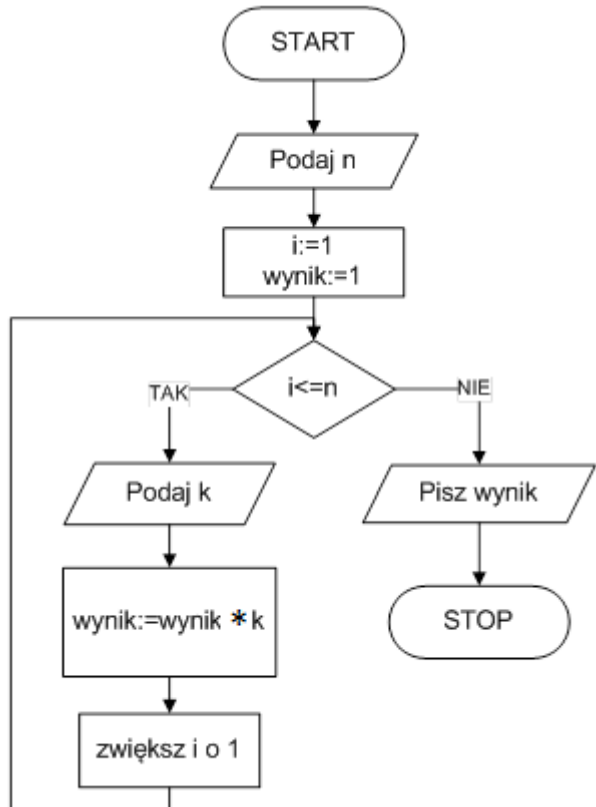 START
Podaj n
i:=1
wynik:=1
i<=n
TAK
NIE
Podaj k
Pisz wynik
wynik:=wynik * k
STOP
zwiększ i o 1